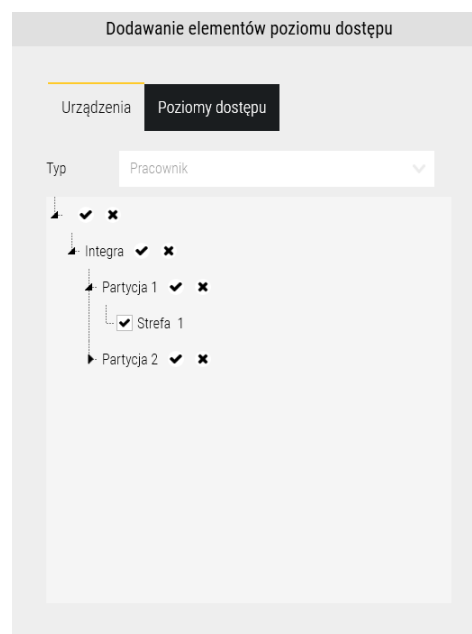 Dodawanie elementów poziomu dostępu
Urządzenia Poziomy dostępu
Typ Pracownik
Integra
Partycja 1
Strefa 1
Partycja 2